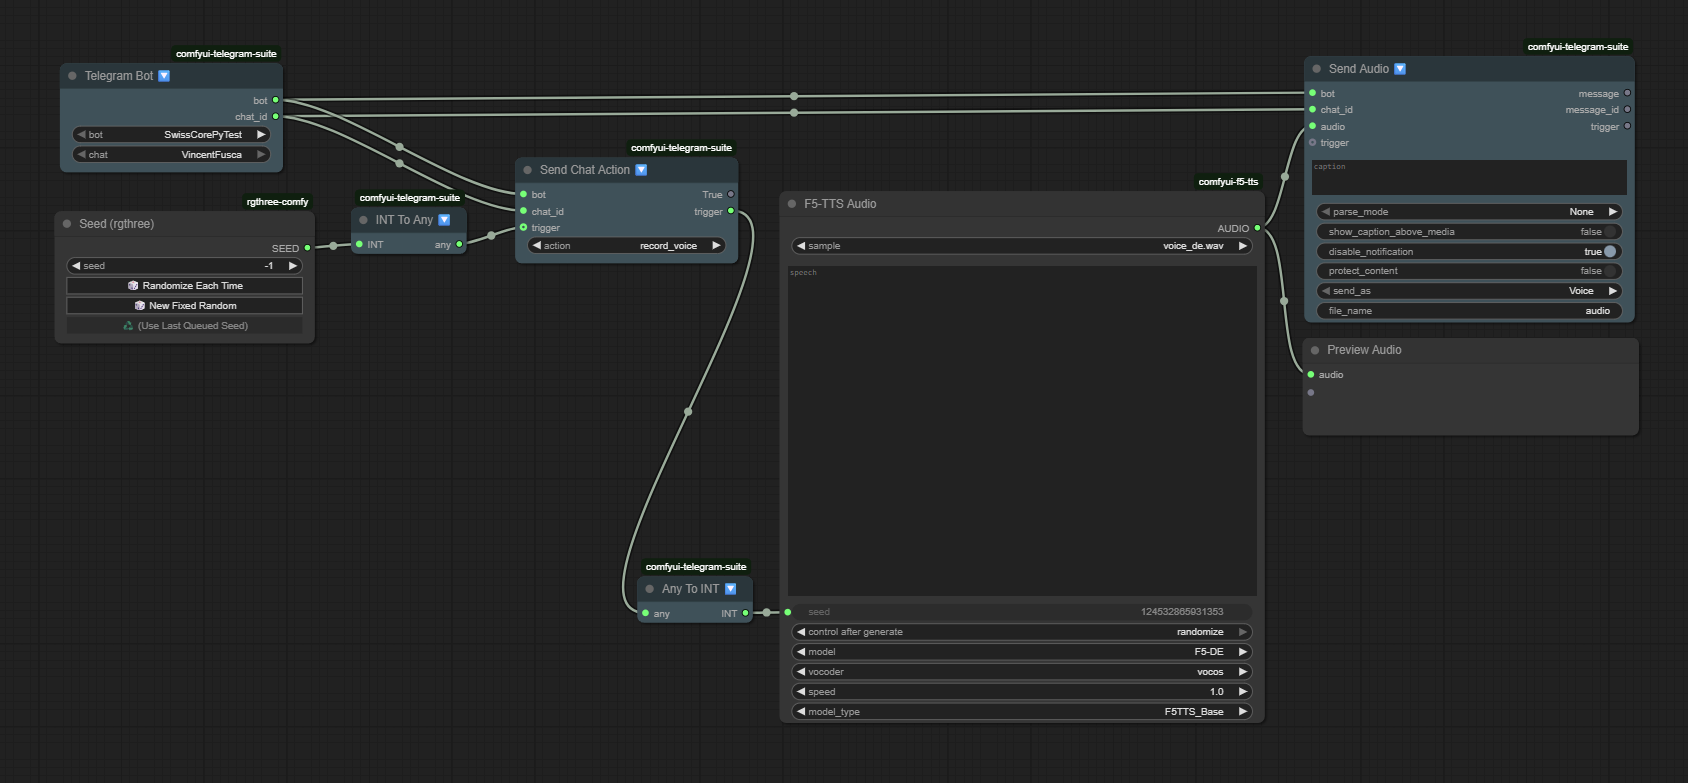 comfyui-telegram-suite
Telegram Bot
bot
chat_id
bot SwissCorePyTest
chat VincentFusca
rgthree-comfy
Seed (rgthree)
SEED
seed -1
Randomize Each Time
New Fixed Random
(Use Last Queued Seed)
comfyui-telegram-suite
INT To Any
INT any
comfyui-telegram-suite
Send Chat Action
bot True
chat_id trigger
trigger
action record_voice
comfyui-telegram-suite
Any To INT
any INT
comfyui-f5-tts
F5-TTS Audio
AUDIO
sample voice_de.wav
speech
seed 124532865931353
control after generate randomize
model F5-DE
vocoder vocos
speed 1.0
model_type F5TTS_Base
comfyui-telegram-suite
Send Audio
bot message
chat_id message_id
audio trigger
trigger
caption
parse_mode None
show_caption_above_media false
disable_notification true
protect_content false
send_as Voice
file_name audio
Preview Audio
audio